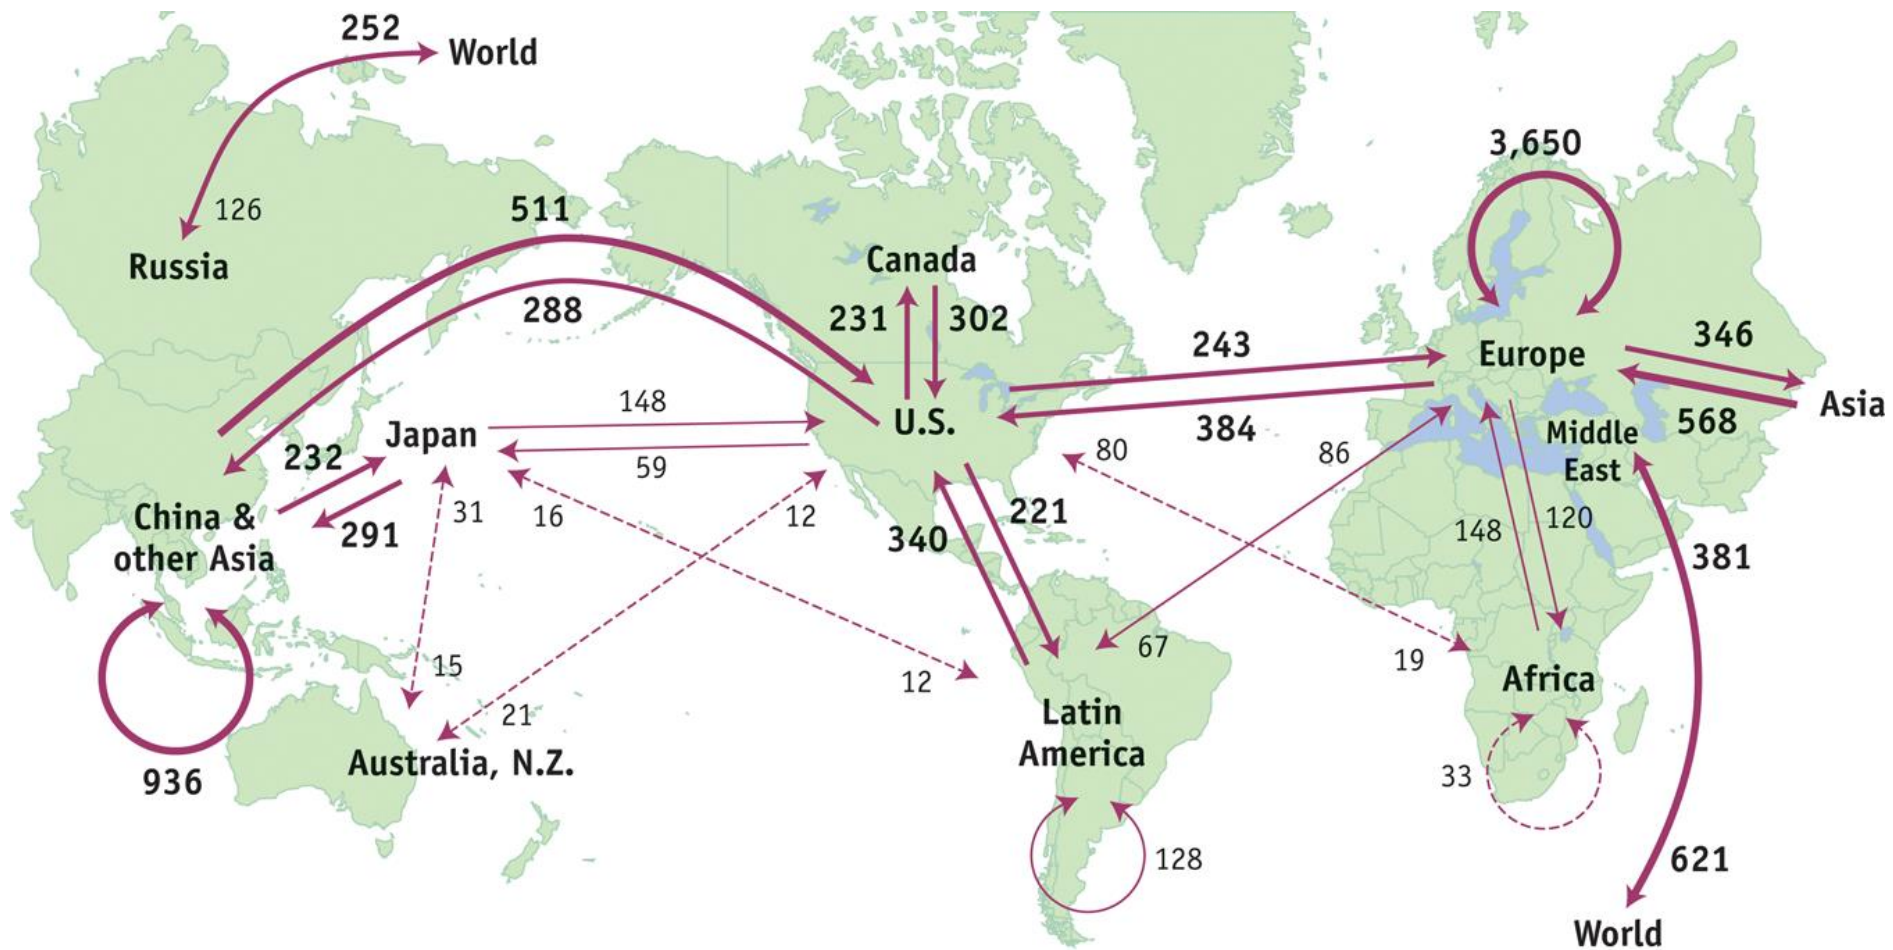 252
World
3,650
126
511
Russia
Canada
288
231
302
243
346
Europe
148
Japan
U.S.
384
Asia
568
Middle
East
232
59
80
86
31
16
12
221
340
China &
other Asia
291
148
120
381
15
12
67
19
21
Africa
Latin
America
Australia, N.Z.
936
33
128
621
World